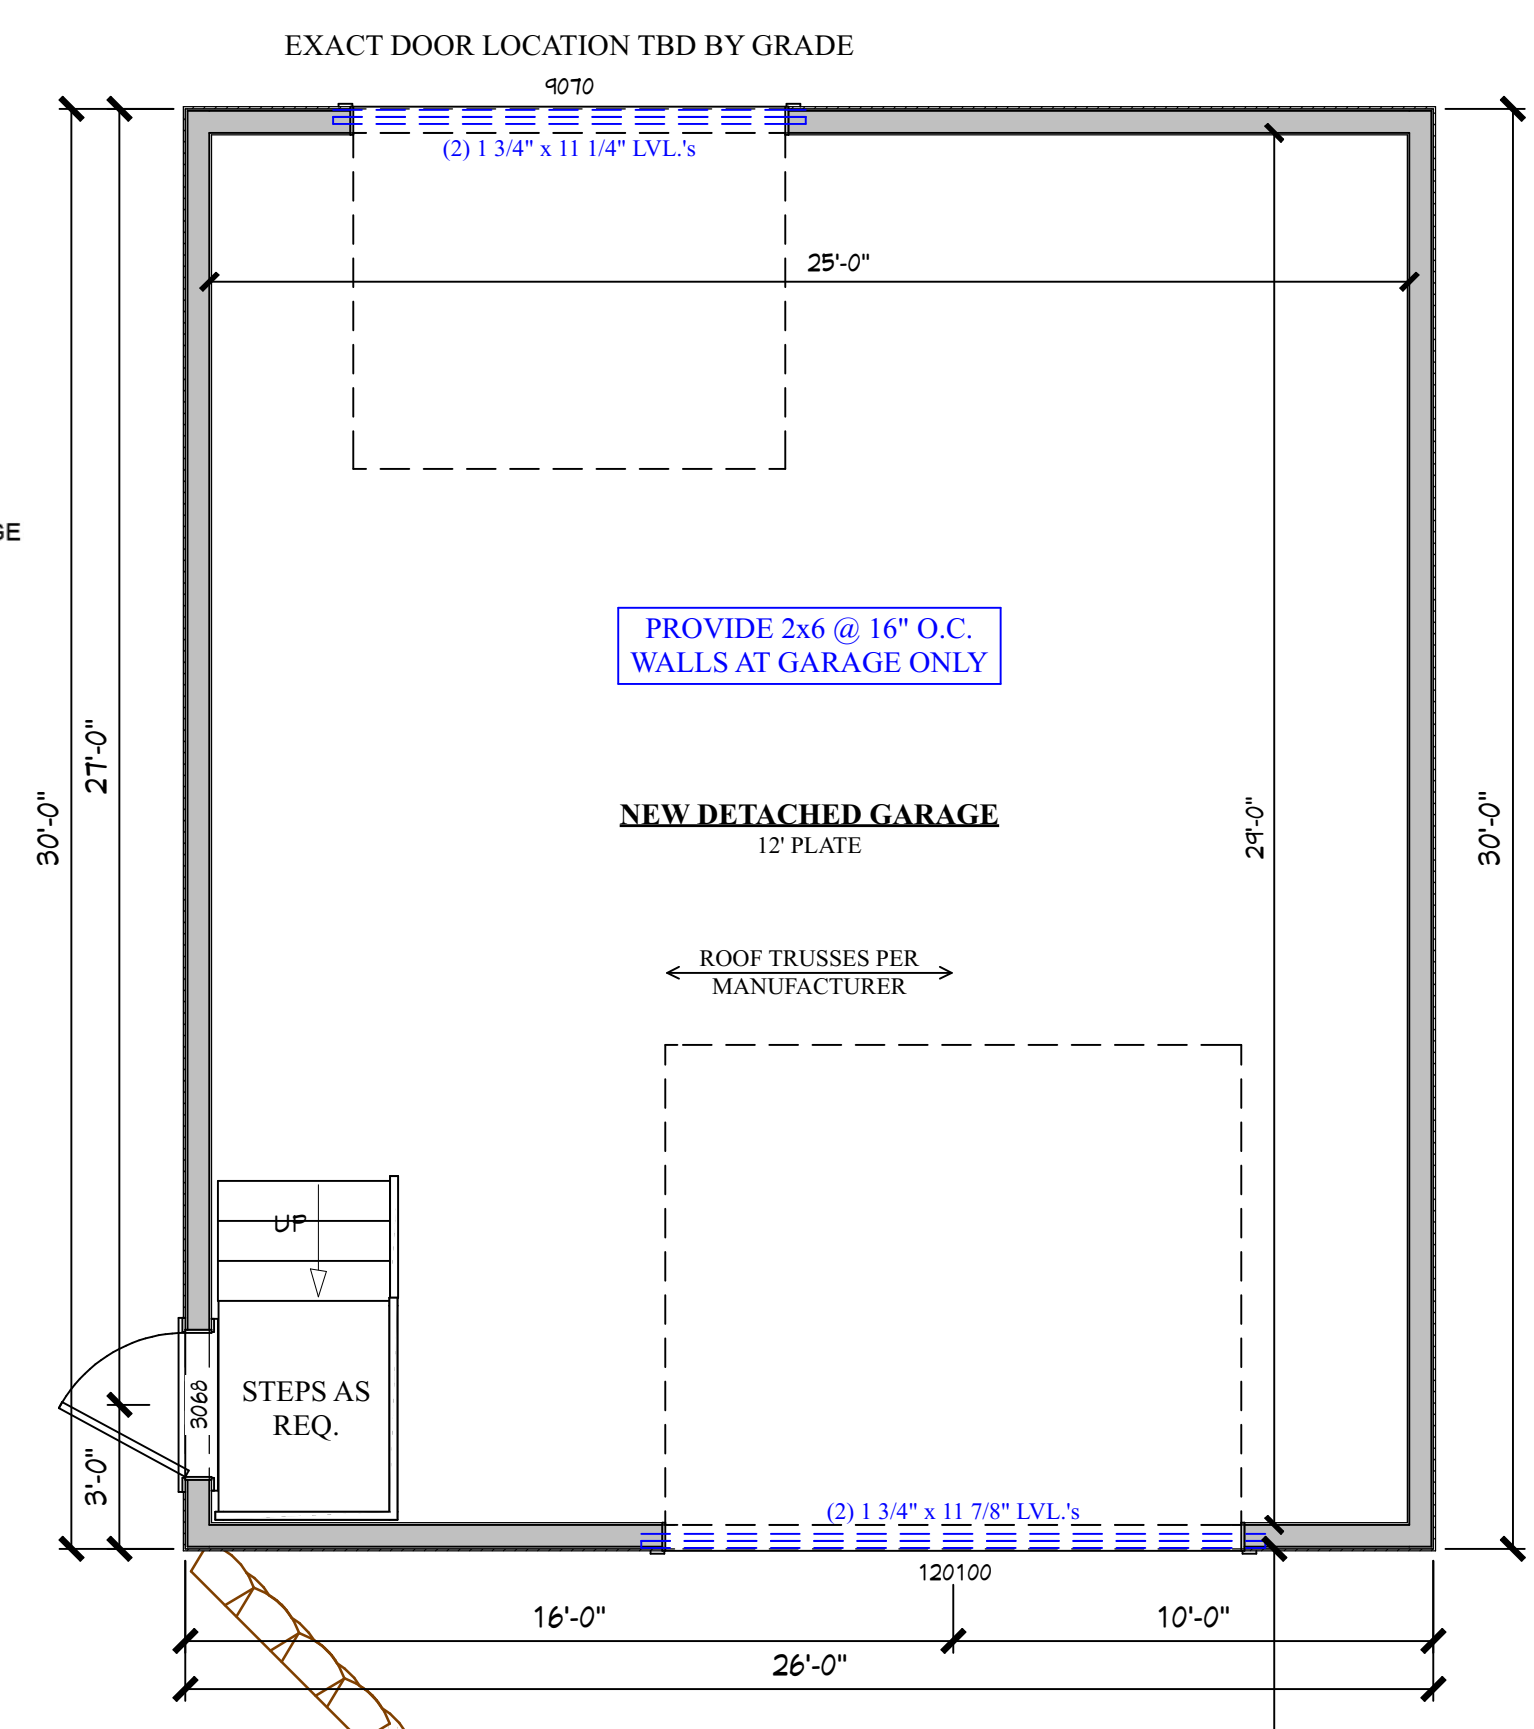 EXACT DOOR LOCATION TBD BY GRADE
9070
(2) 1 3/4" x 11 1/4" LVL.'s
25'-0"
GE
PROVIDE 2x6 @ 16" O.C.
WALLS AT GARAGE ONLY
27'-0"
30'-0"
NEW DETACHED GARAGE
12' PLATE
29'-0"
30'-0"
ROOF TRUSSES PER
MANUFACTURER
UP
STEPS AS
REQ.
3068
3'-0"
(2) 1 3/4" x 11 7/8" LVL.'s
120100
16'-0"
10'-0"
26'-0"